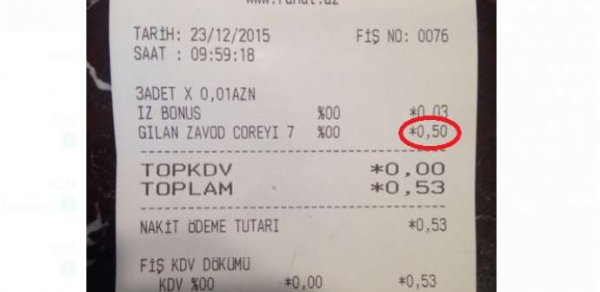 TARİH: 23/12/2015 FİŞ NO: 0076
SAAT : 09:59:18
3ADET X 0,01AZN
IZ BONUS %00 *0,03
GILAN ZAVOD COREYI 7 %00 *0,50
TOPKDV *0,00
TOPLAM *0,53
NAKİT ÖDEME TUTARI *0,53
FİŞ KDV DÖKÜMÜ
KDV %00 *0,00 *0,53